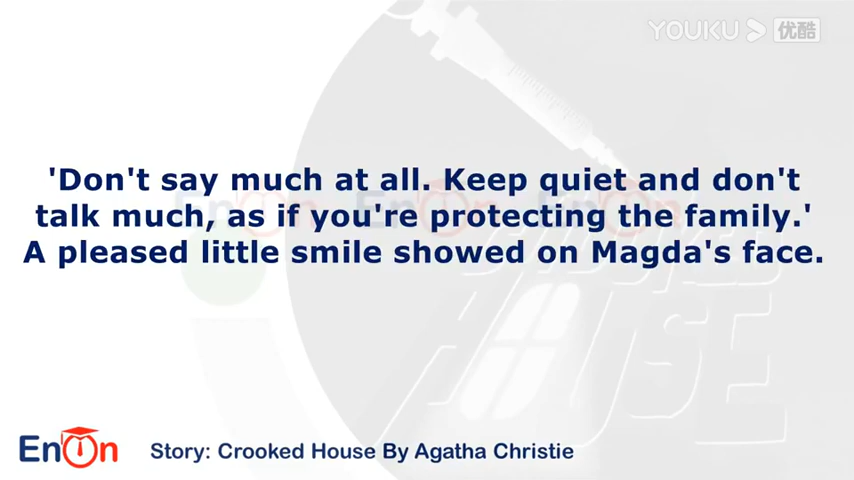 YOUKU 优酷
'Don't say much at all. Keep quiet and don't
talk much, as if you're protecting the family.'
A pleased little smile showed on Magda's face.
EnOn
Story: Crooked House By Agatha Christie
HOUSE